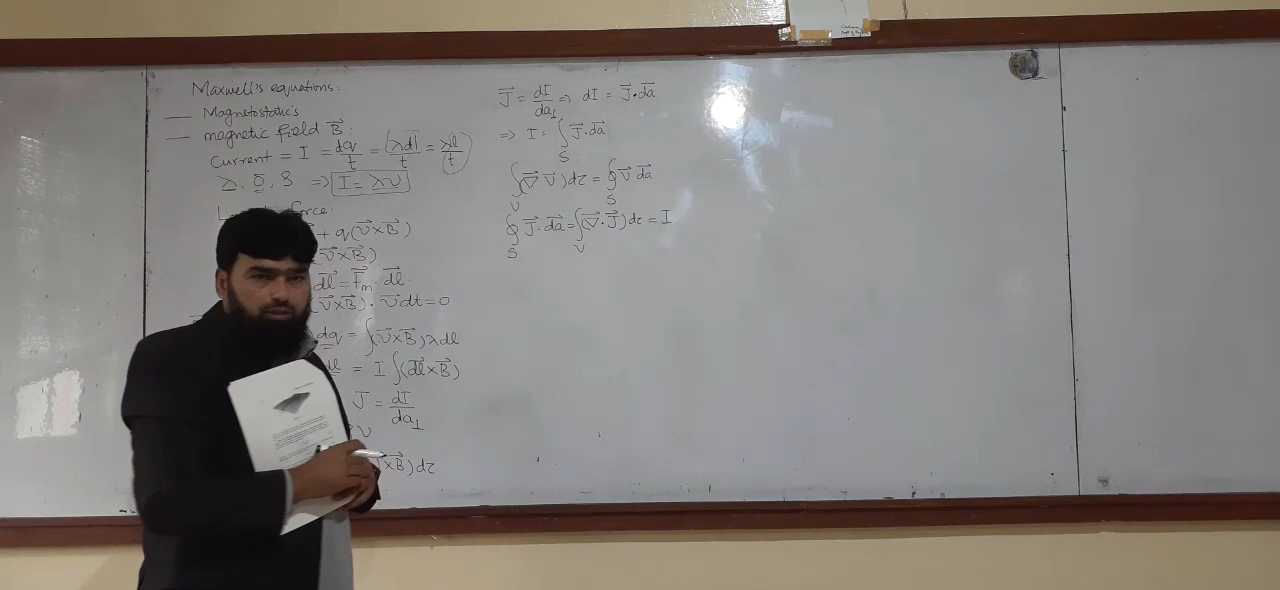 Maxwell's equations:
— Magnetostatics
— magnetic field B⃗:
Current = I = dq/t = (λdl)/t = λl/t
λ, σ, ρ ⇒ I = λv
force:
+ q(v⃗×B⃗)
(v⃗×B⃗)
dl⃗ = F⃗m · dl⃗.
(v⃗×B⃗) · v⃗dt = 0
dq = ∫(v⃗×B⃗)λdl
= I∫(dl⃗×B⃗)
J = dI/da⊥
×B⃗)dτ
J⃗ = dI/da⊥ ⇒ dI = J⃗·da⃗
⇒ I = ∫S J⃗·da⃗
∫V (∇⃗ v⃗)dτ = ∮S v⃗·da⃗
∮S J⃗·da⃗ = ∫V (∇⃗·J⃗)dτ = I